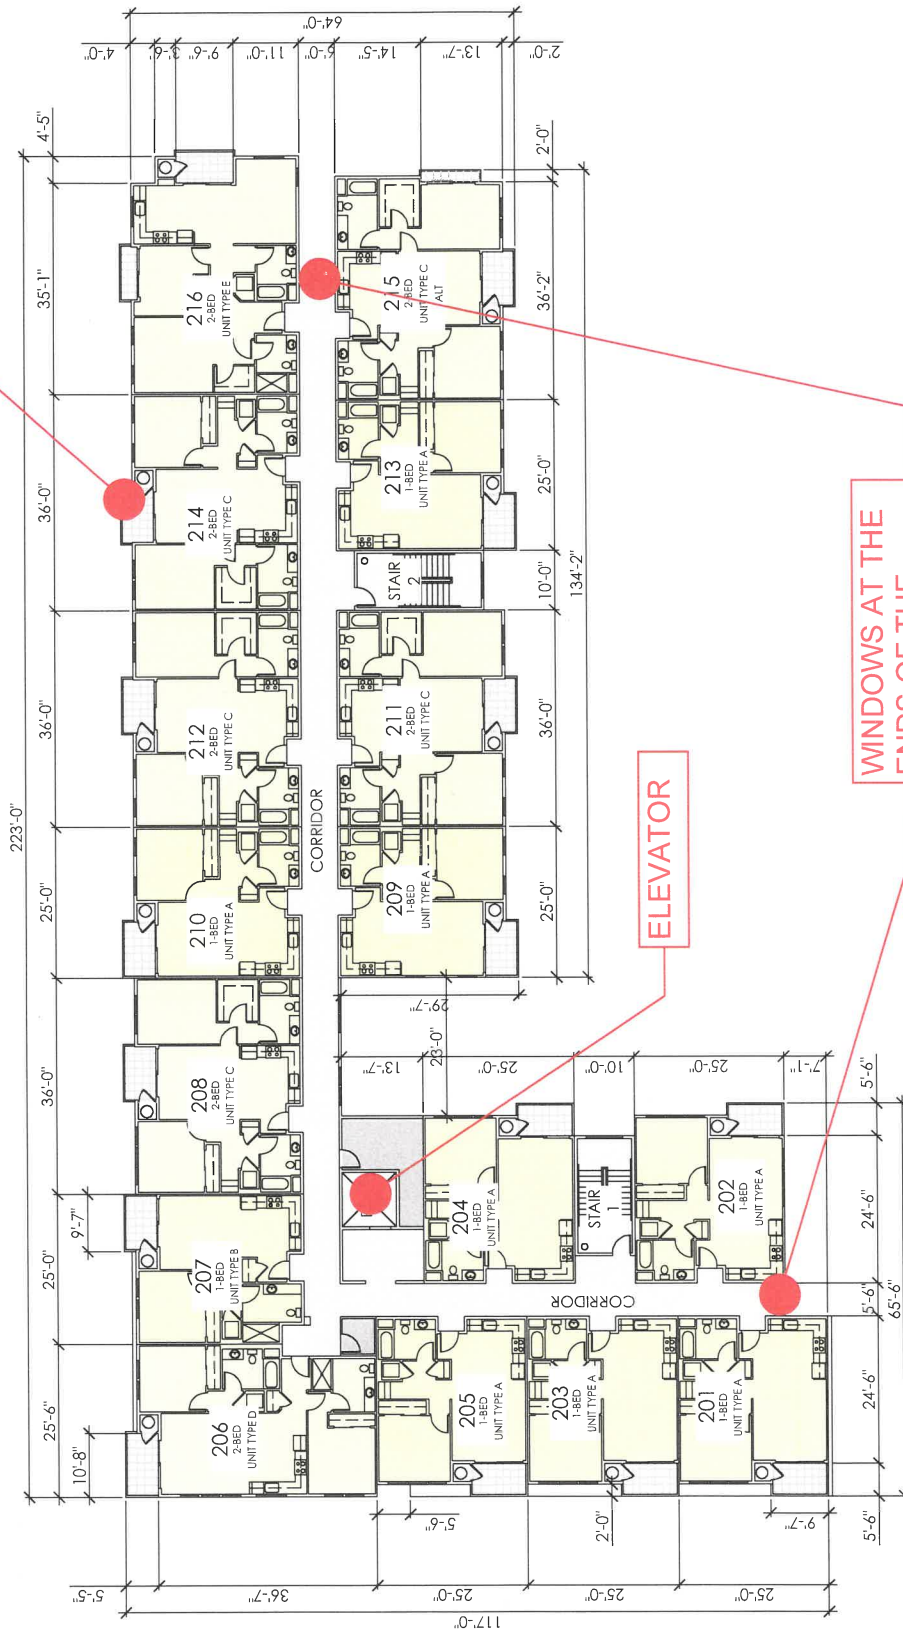 64'-0"
4'-0"
3'-6"
9'-6"
11'-0"
6'-0"
14'-5"
13'-7"
2'-0"
4'-5"
35'-1"
36'-0"
36'-0"
25'-0"
36'-0"
25'-0"
25'-6"
223'-0"
9'-7"
10'-8"
2'-0"
36'-2"
25'-0"
10'-0"
134'-2"
36'-0"
25'-0"
216
2-BED
UNIT TYPE E
215
2-BED
UNIT TYPE C
ALT
214
2-BED
UNIT TYPE C
213
1-BED
UNIT TYPE A
STAIR
2
212
2-BED
UNIT TYPE C
211
2-BED
UNIT TYPE C
CORRIDOR
210
1-BED
UNIT TYPE A
209
1-BED
UNIT TYPE A
208
2-BED
UNIT TYPE C
207
1-BED
UNIT TYPE B
206
2-BED
UNIT TYPE D
205
1-BED
UNIT TYPE A
204
1-BED
UNIT TYPE A
203
1-BED
UNIT TYPE A
STAIR
1
202
1-BED
UNIT TYPE A
201
1-BED
UNIT TYPE A
CORRIDOR
ELEVATOR
WINDOWS AT THE
ENDS OF THE
29'-7"
23'-0"
13'-7"
25'-0"
10'-0"
25'-0"
7'-1"
5'-6"
24'-6"
5'-6"
65'-6"
24'-6"
5'-6"
5'-6"
2'-0"
9'-7"
5'-5"
36'-7"
25'-0"
25'-0"
25'-0"
117'-0"